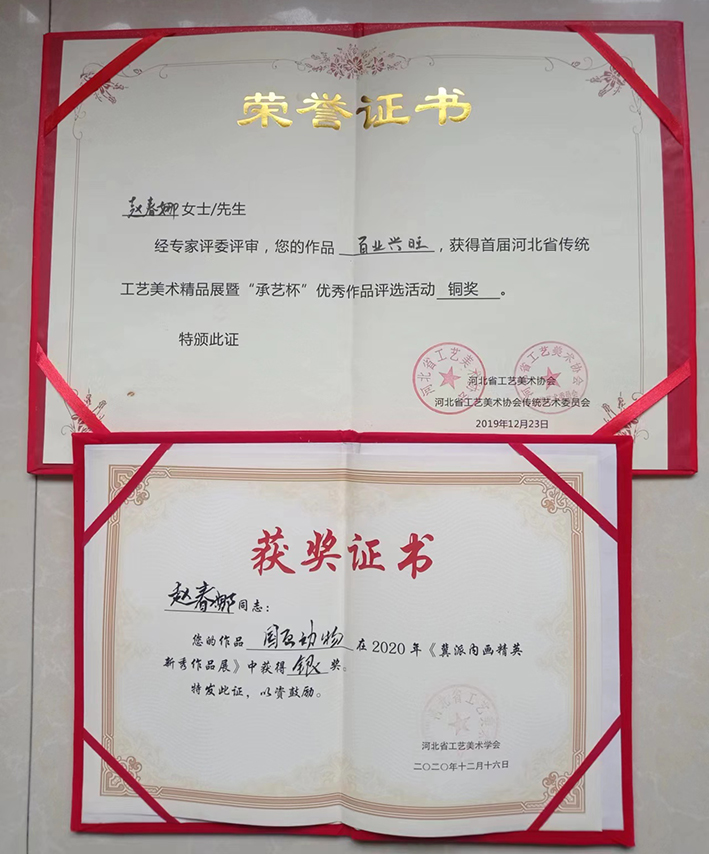 荣誉证书
赵春娜女士/先生
经专家评委评审，您的作品 百业兴旺，获得首届河北省传统
工艺美术精品展暨“承艺杯”优秀作品评选活动 铜奖 。
特颁此证
河北省工艺美术协会
河北省工艺美术协会传统艺术委员会
2019年12月23日
获奖证书
赵春娜同志：
您的作品 国画动物 在2020年《冀派内画精英
新秀作品展》中获得 银 奖。
特发此证，以资鼓励。
河北省工艺美术学会
二〇二〇年十二月十六日